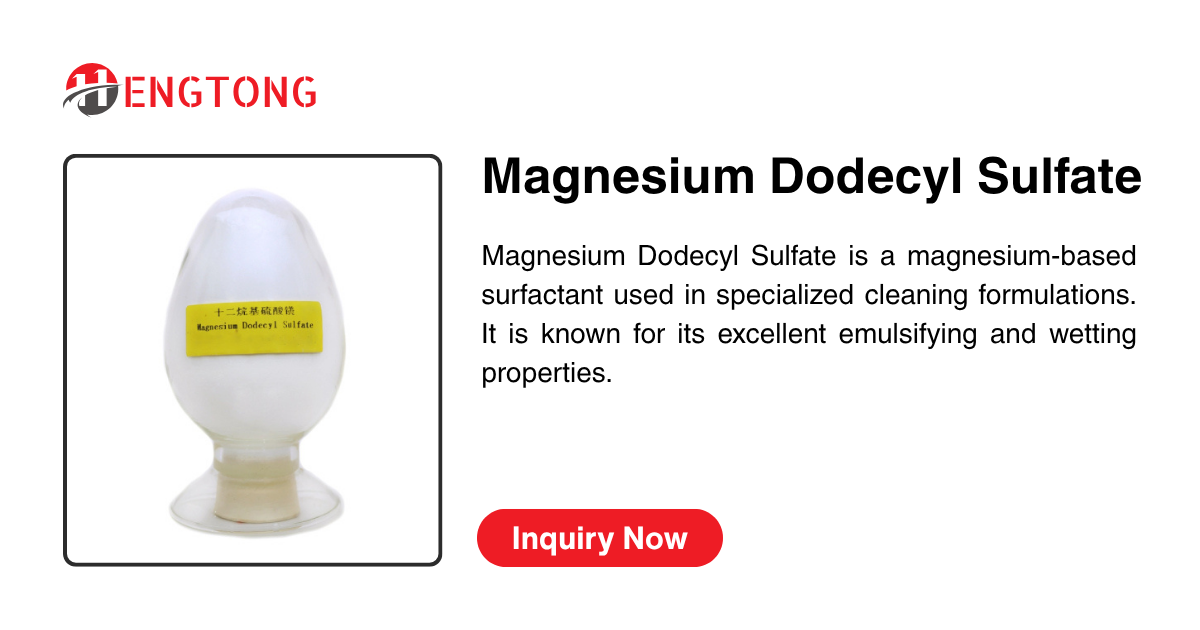 HENGTONG
Magnesium Dodecyl Sulfate
十二烷基硫酸镁
Magnesium Dodecyl Sulfate
Magnesium Dodecyl Sulfate is a magnesium-based
surfactant used in specialized cleaning formulations.
It is known for its excellent emulsifying and wetting
properties.
Inquiry Now